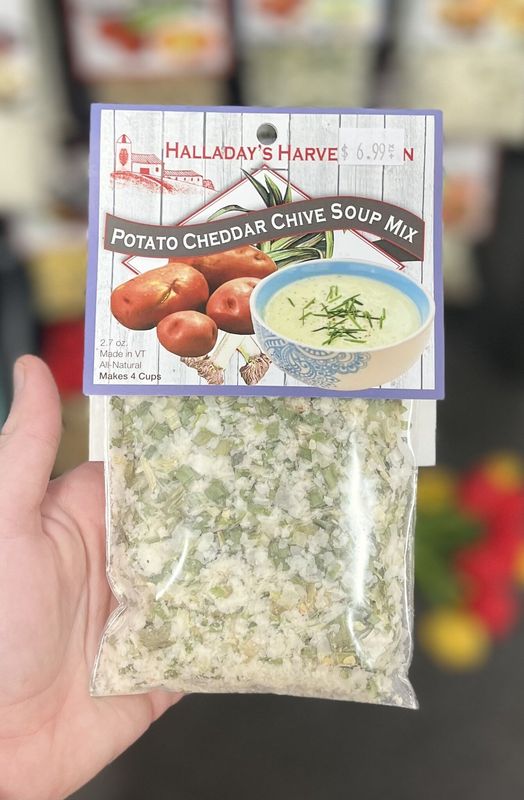 HALLADAY'S HARVE N
$ 6.99
POTATO CHEDDAR CHIVE SOUP MIX
2.7 oz.
Made in VT
All-Natural
Makes 4 Cups